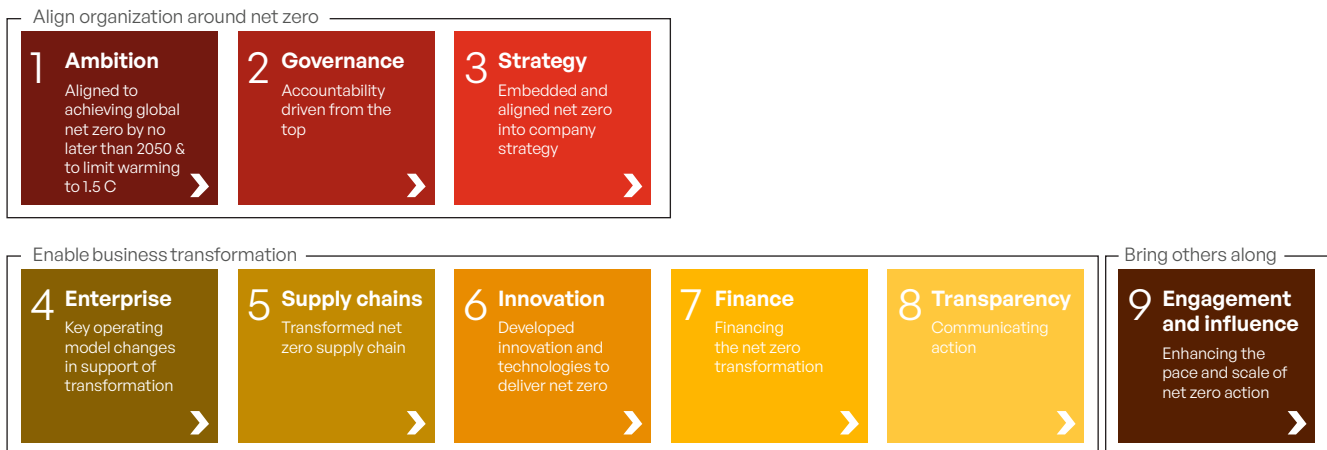 Align organization around net zero
1 Ambition
Aligned to
achieving global
net zero by no
later than 2050 &
to limit warming
to 1.5 C
2 Governance
Accountability
driven from the
top
3 Strategy
Embedded and
aligned net zero
into company
strategy
Enable business transformation
4 Enterprise
Key operating
model changes
in support of
transformation
5 Supply chains
Transformed net
zero supply chain
6 Innovation
Developed
innovation and
technologies to
deliver net zero
7 Finance
Financing
the net zero
transformation
8 Transparency
Communicating
action
Bring others along
9 Engagement
and influence
Enhancing the
pace and scale of
net zero action